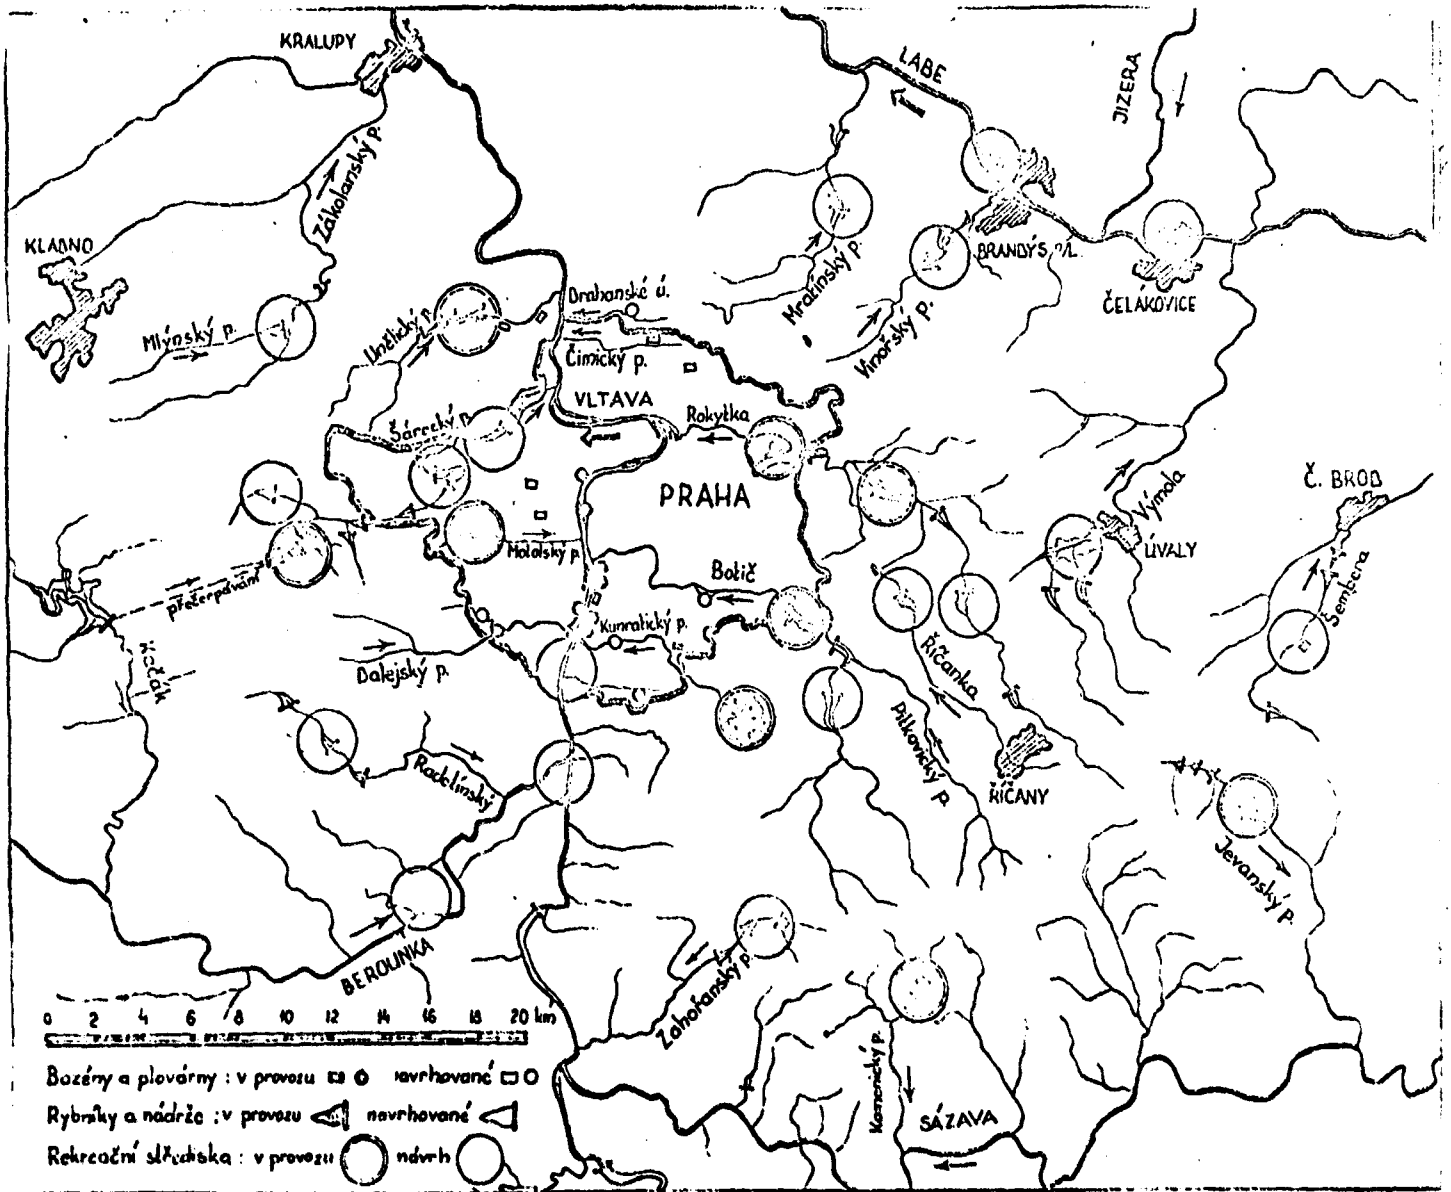 KRALUPY
LABE
JIZERA
Zákolanský p.
KLADNO
BRANDÝS n/L.
ČELÁKOVICE
Mratínský p.
Vinořský p.
Mlýnský p.
Unětický p.
Drahanské ú.
Čimický p.
VLTAVA
Šárecký p.
Rokytka
PRAHA
Č. BROD
Výmola
ÚVALY
Motolský p.
přečerpávání
Botič
Šembera
Kunratický p.
Kačák
Dalejský p.
Říčanka
Pitkovický p.
Radotínský
ŘÍČANY
Jevanský p.
BEROUNKA
Zahořanský p.
Kamenický p.
SÁZAVA
0 2 4 6 8 10 12 14 16 18 20 km
Bazény a plovárny : v provozu navrhované
Rybníky a nádrže : v provozu navrhované
Rekreační střediska : v provozu návrh